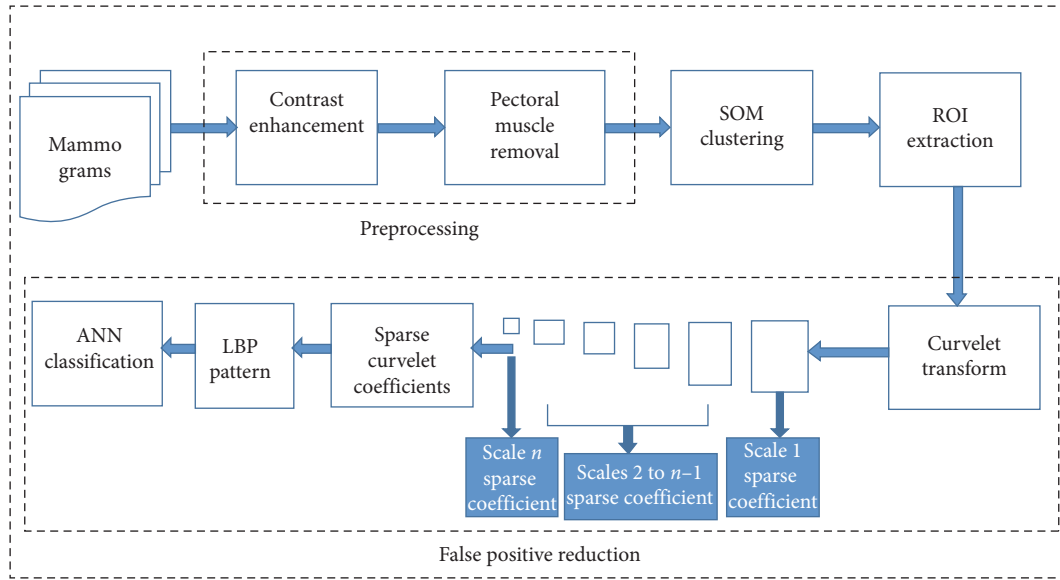 Mammo
grams
Contrast
enhancement
Pectoral
muscle
removal
SOM
clustering
ROI
extraction
Preprocessing
ANN
classification
LBP
pattern
Sparse
curvelet
coefficients
Curvelet
transform
Scale n
sparse
coefficient
Scales 2 to n–1
sparse coefficient
Scale 1
sparse
coefficient
False positive reduction